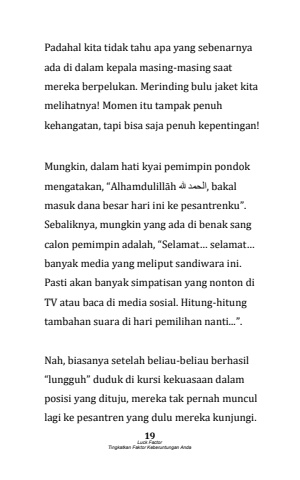 Padahal kita tidak tahu apa yang sebenarnya
ada di dalam kepala masing-masing saat
mereka berpelukan. Merinding bulu jaket kita
melihatnya! Momen itu tampak penuh
kehangatan, tapi bisa saja penuh kepentingan!
Mungkin, dalam hati kyai pemimpin pondok
mengatakan, “Alhamdulillâh الحمد لله, bakal
masuk dana besar hari ini ke pesantrenku”.
Sebaliknya, mungkin yang ada di benak sang
calon pemimpin adalah, “Selamat… selamat…
banyak media yang meliput sandiwara ini.
Pasti akan banyak simpatisan yang nonton di
TV atau baca di media sosial. Hitung-hitung
tambahan suara di hari pemilihan nanti...”.
Nah, biasanya setelah beliau-beliau berhasil
“lungguh” duduk di kursi kekuasaan dalam
posisi yang dituju, mereka tak pernah muncul
lagi ke pesantren yang dulu mereka kunjungi.
19
Luck Factor
Tingkatkan Faktor Keberuntungan Anda